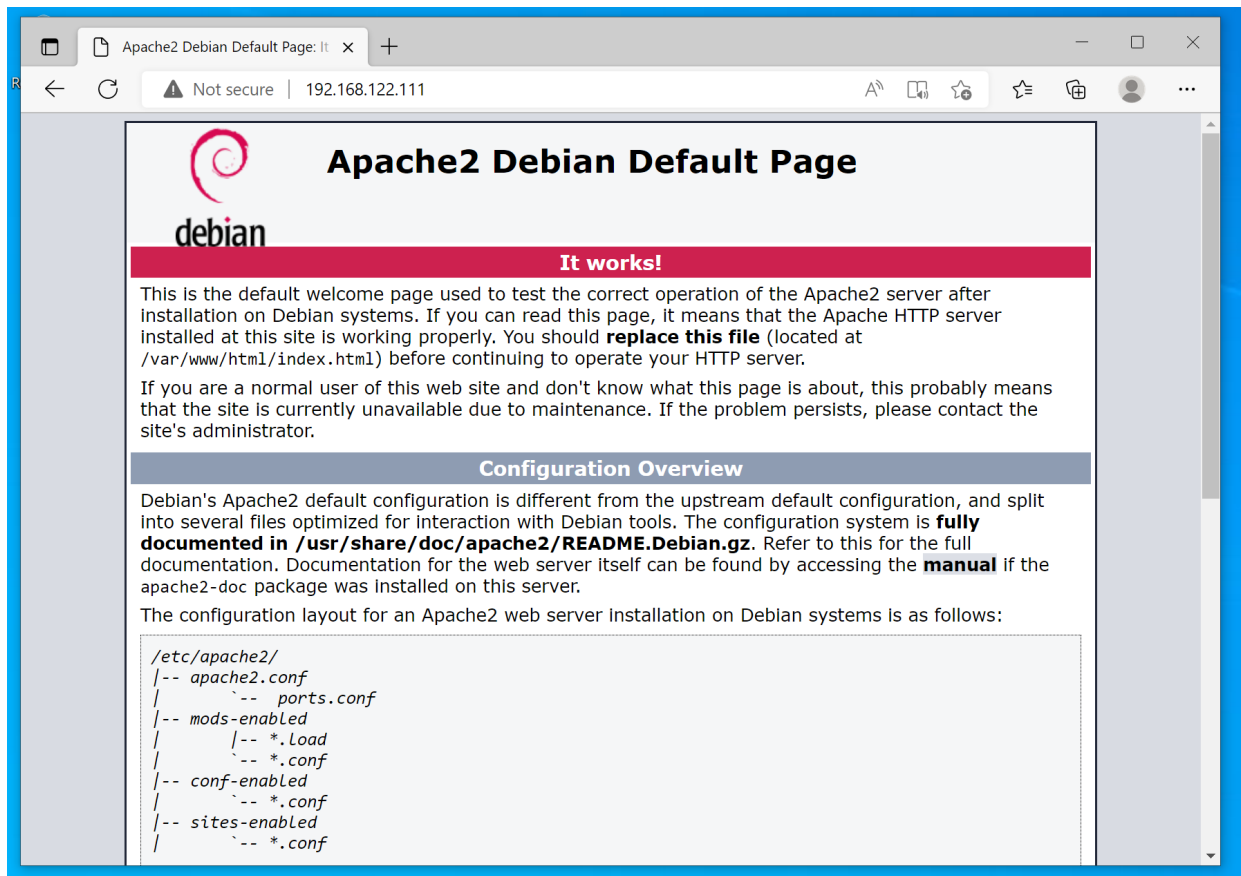 Apache2 Debian Default Page: It
Not secure | 192.168.122.111
R
debian
Apache2 Debian Default Page
It works!
This is the default welcome page used to test the correct operation of the Apache2 server after
installation on Debian systems. If you can read this page, it means that the Apache HTTP server
installed at this site is working properly. You should replace this file (located at
/var/www/html/index.html) before continuing to operate your HTTP server.
If you are a normal user of this web site and don't know what this page is about, this probably means
that the site is currently unavailable due to maintenance. If the problem persists, please contact the
site's administrator.
Configuration Overview
Debian's Apache2 default configuration is different from the upstream default configuration, and split
into several files optimized for interaction with Debian tools. The configuration system is fully
documented in /usr/share/doc/apache2/README.Debian.gz. Refer to this for the full
documentation. Documentation for the web server itself can be found by accessing the manual if the
apache2-doc package was installed on this server.
The configuration layout for an Apache2 web server installation on Debian systems is as follows:
/etc/apache2/
|-- apache2.conf
|       `--  ports.conf
|-- mods-enabled
|       |-- *.load
|       `-- *.conf
|-- conf-enabled
|       `-- *.conf
|-- sites-enabled
|       `-- *.conf